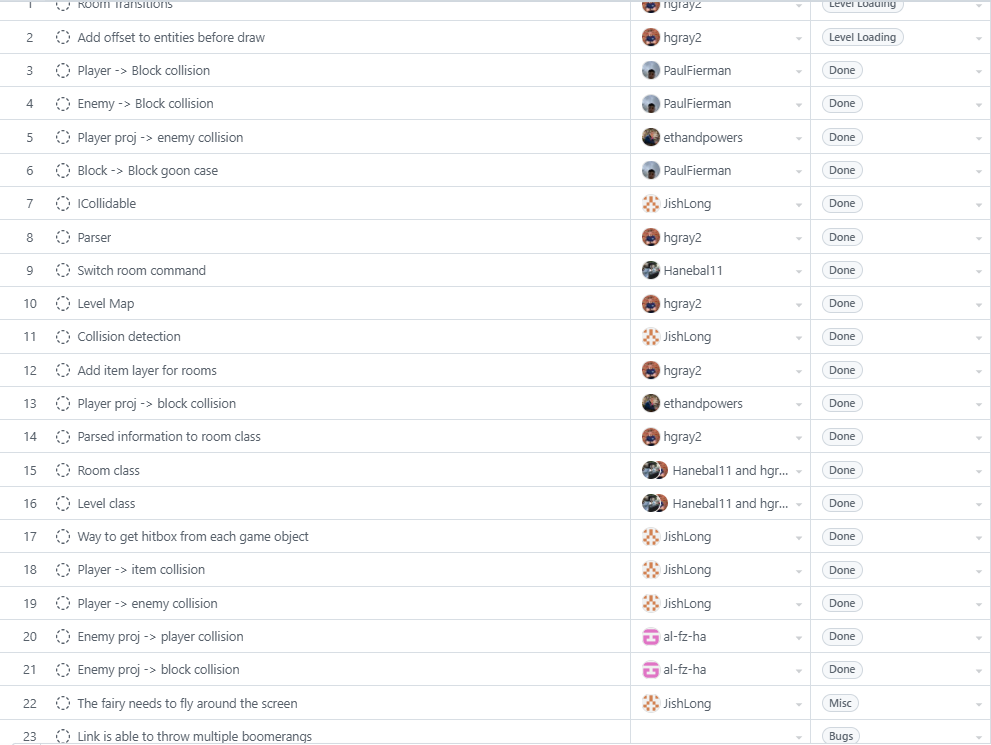 1 Room Transitions hgray2 Level Loading
2 Add offset to entities before draw hgray2 Level Loading
3 Player -> Block collision PaulFierman Done
4 Enemy -> Block collision PaulFierman Done
5 Player proj -> enemy collision ethandpowers Done
6 Block -> Block goon case PaulFierman Done
7 ICollidable JishLong Done
8 Parser hgray2 Done
9 Switch room command Hanebal11 Done
10 Level Map hgray2 Done
11 Collision detection JishLong Done
12 Add item layer for rooms hgray2 Done
13 Player proj -> block collision ethandpowers Done
14 Parsed information to room class hgray2 Done
15 Room class Hanebal11 and hgr... Done
16 Level class Hanebal11 and hgr... Done
17 Way to get hitbox from each game object JishLong Done
18 Player -> item collision JishLong Done
19 Player -> enemy collision JishLong Done
20 Enemy proj -> player collision al-fz-ha Done
21 Enemy proj -> block collision al-fz-ha Done
22 The fairy needs to fly around the screen JishLong Misc
23 Link is able to throw multiple boomerangs Bugs